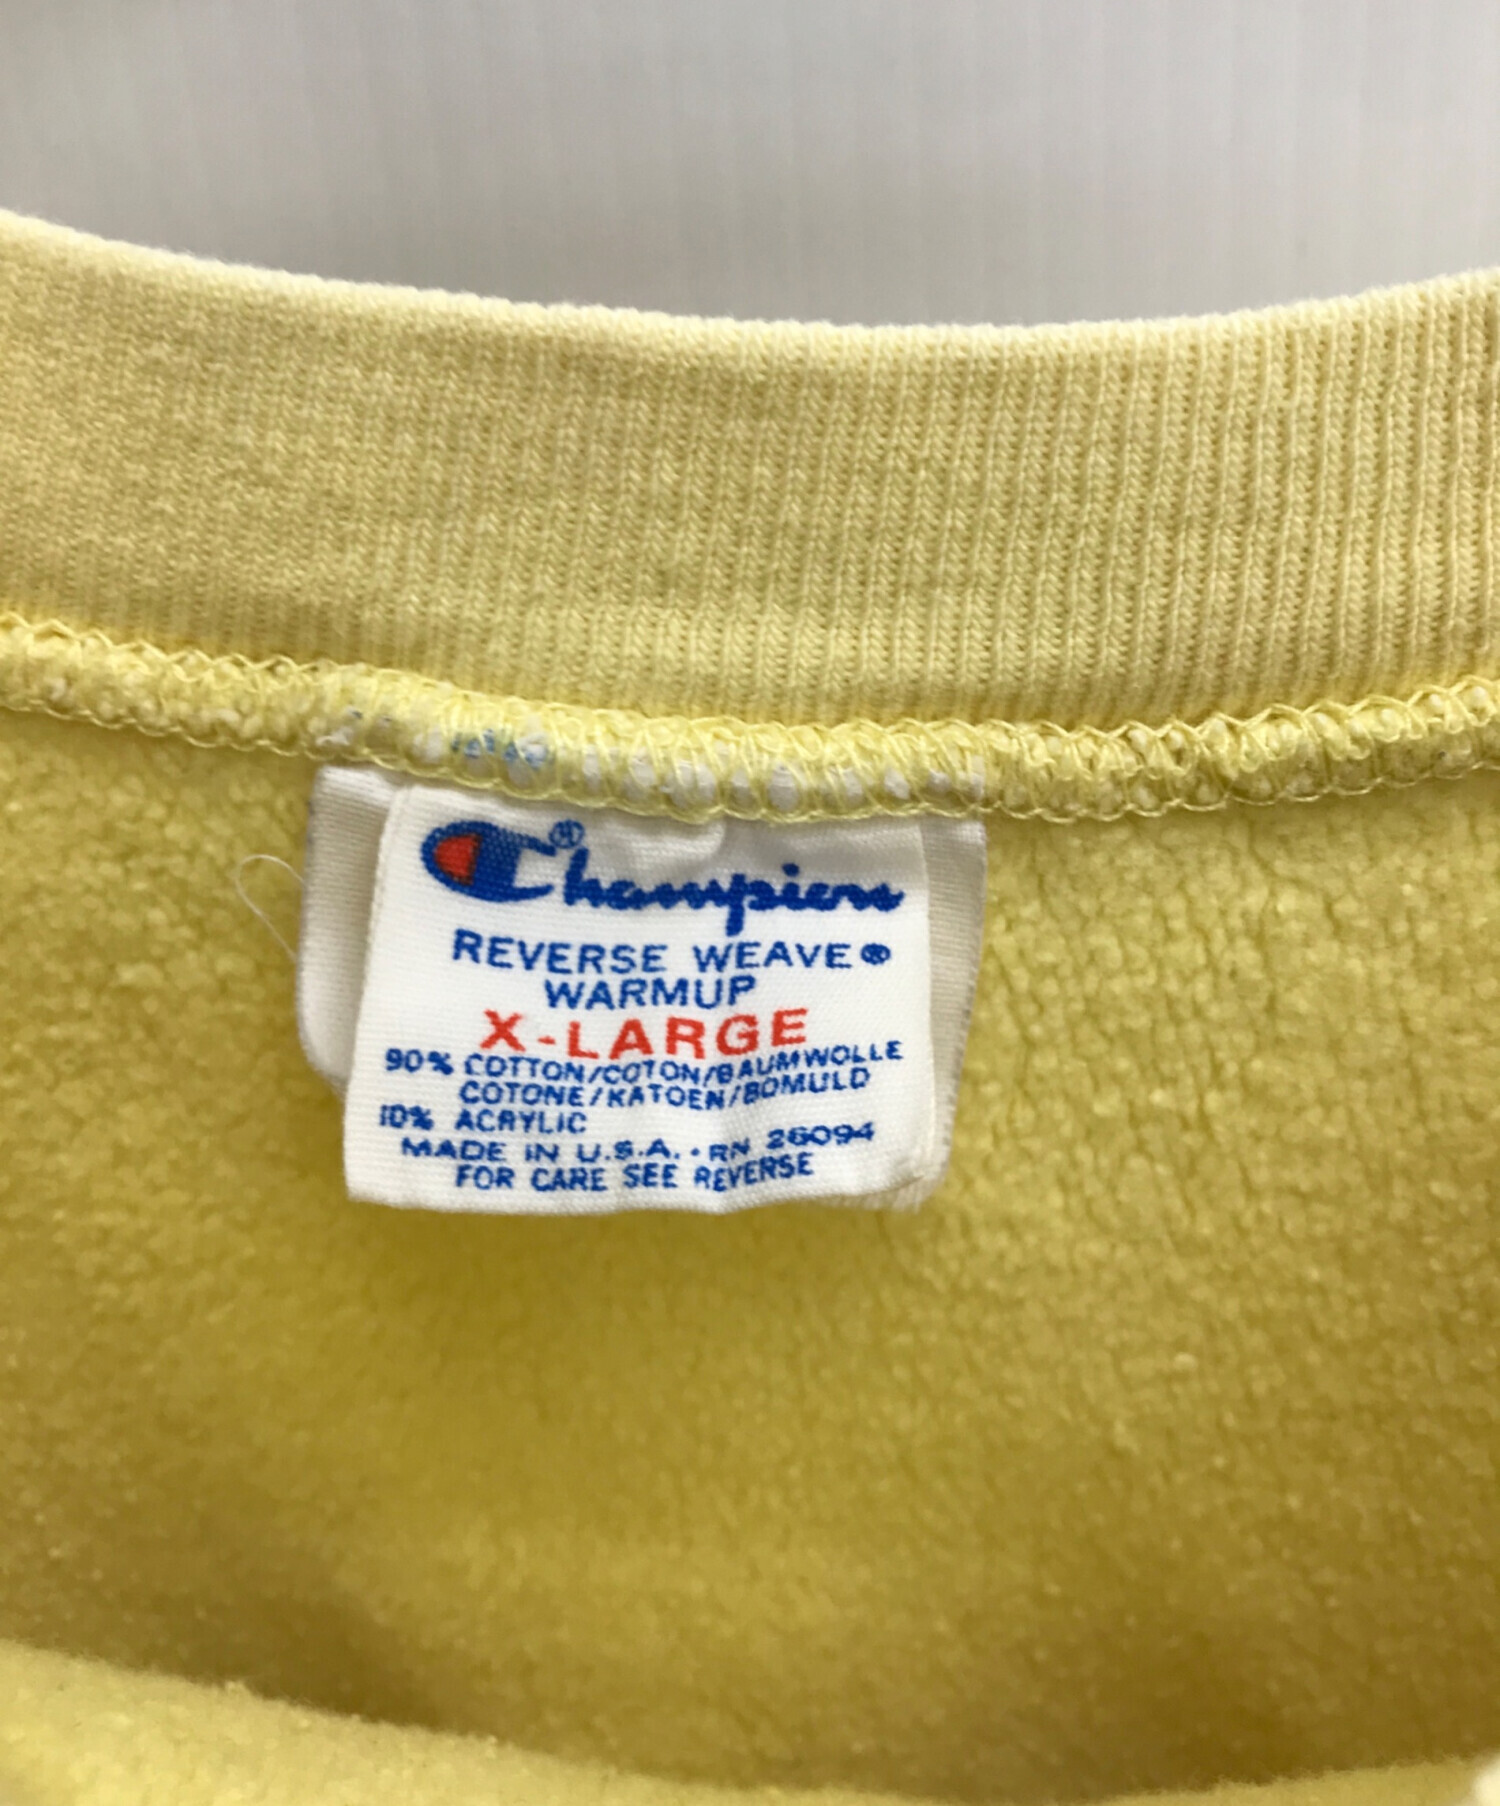 Champion®
REVERSE WEAVE®
WARMUP
X-LARGE
90% COTTON/COTON/BAUMWOLLE
COTONE/KATOEN/BOMULD
10% ACRYLIC
MADE IN U.S.A. • RN 26094
FOR CARE SEE REVERSE